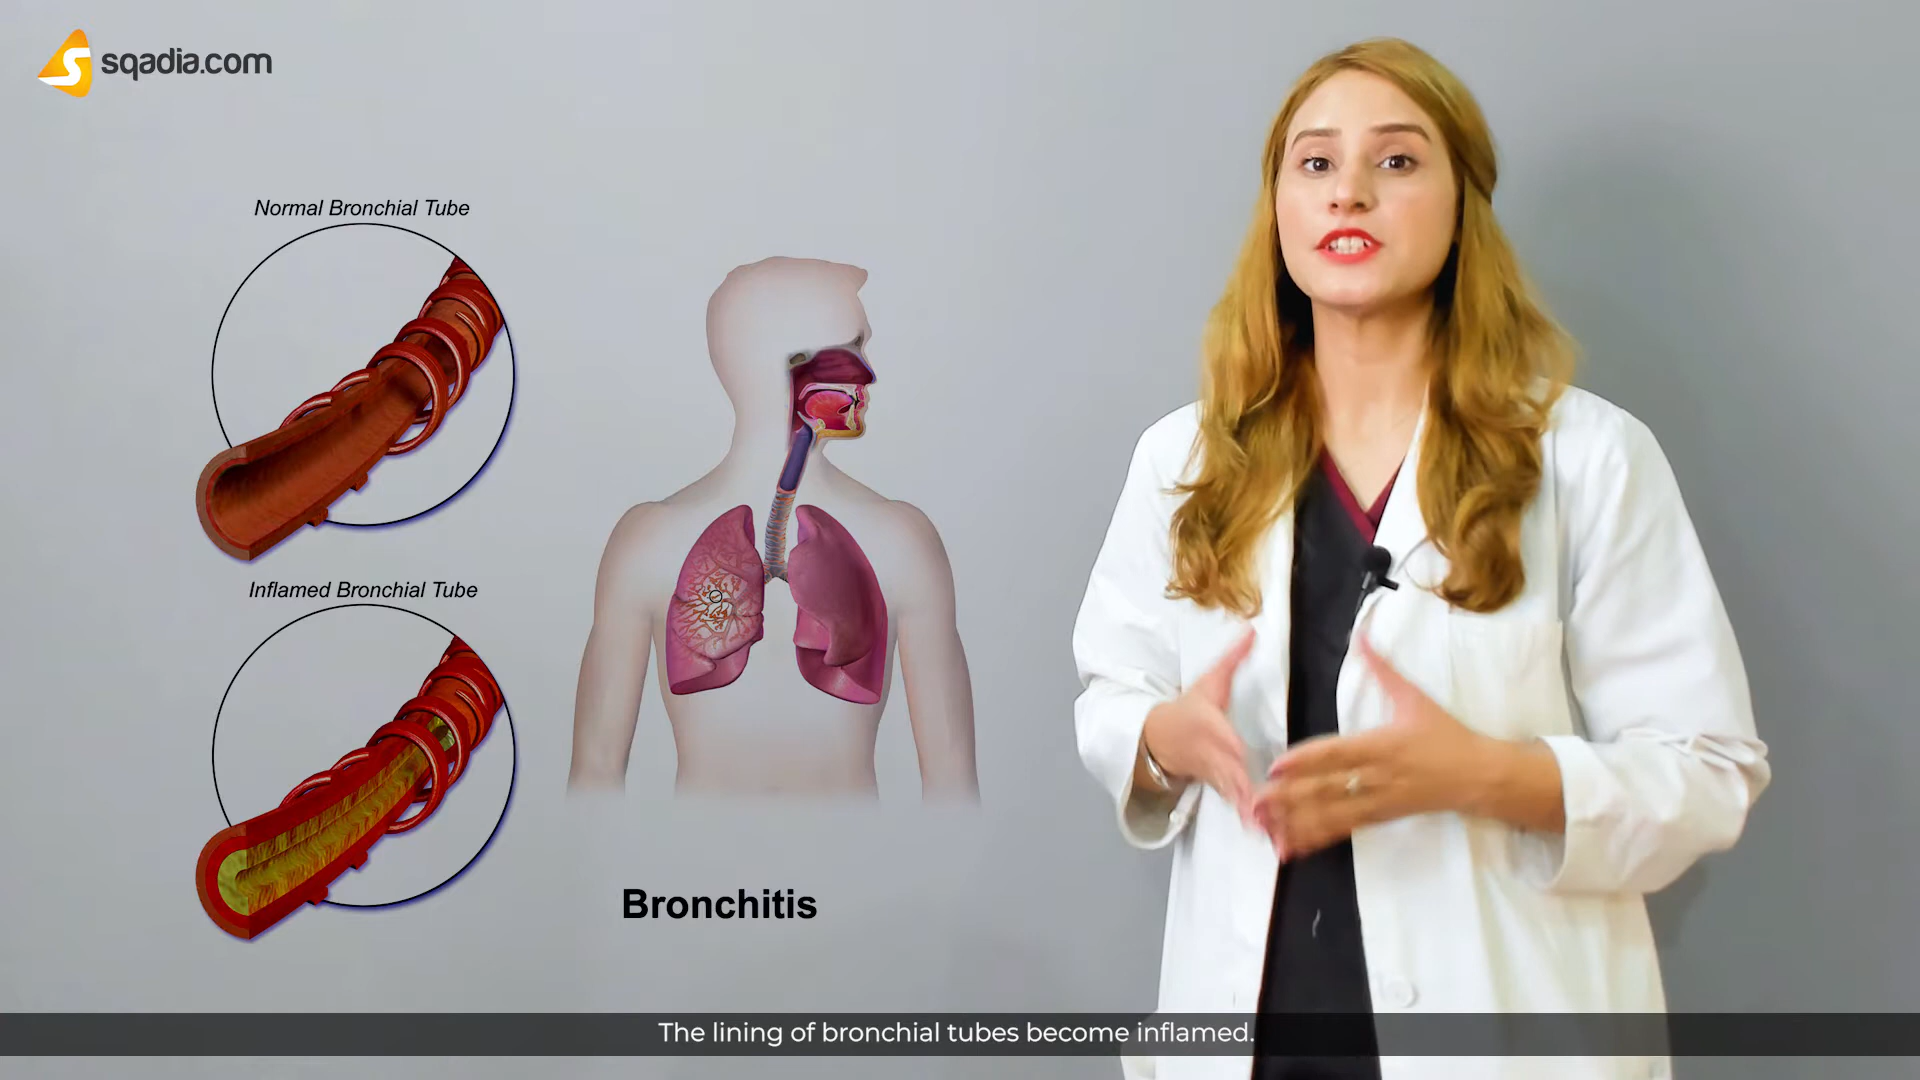 sqadia.com
Normal Bronchial Tube
Inflamed Bronchial Tube
Bronchitis
The lining of bronchial tubes become inflamed.